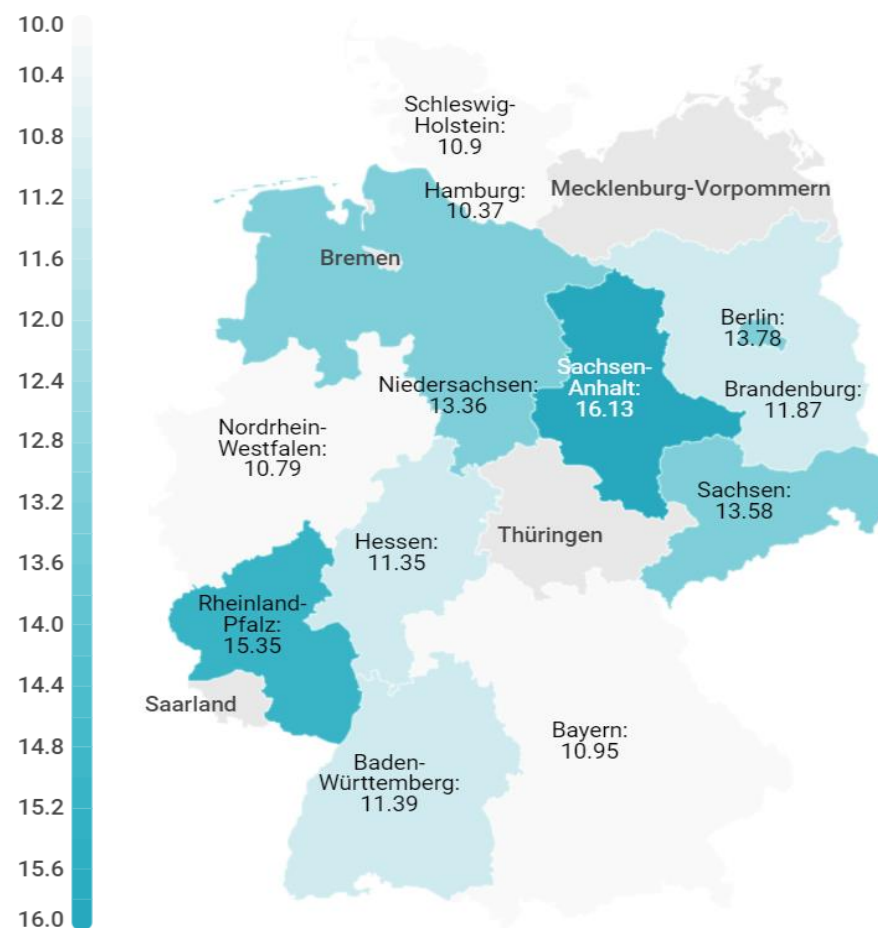 10.0
10.4
10.8
11.2
11.6
12.0
12.4
12.8
13.2
13.6
14.0
14.4
14.8
15.2
15.6
16.0
Schleswig-
Holstein:
10.9
Hamburg:
10.37
Mecklenburg-Vorpommern
Bremen
Berlin:
13.78
Niedersachsen:
13.36
Sachsen-
Anhalt:
16.13
Brandenburg:
11.87
Nordrhein-
Westfalen:
10.79
Sachsen:
13.58
Hessen:
11.35
Thüringen
Rheinland-
Pfalz:
15.35
Saarland
Bayern:
10.95
Baden-
Württemberg:
11.39